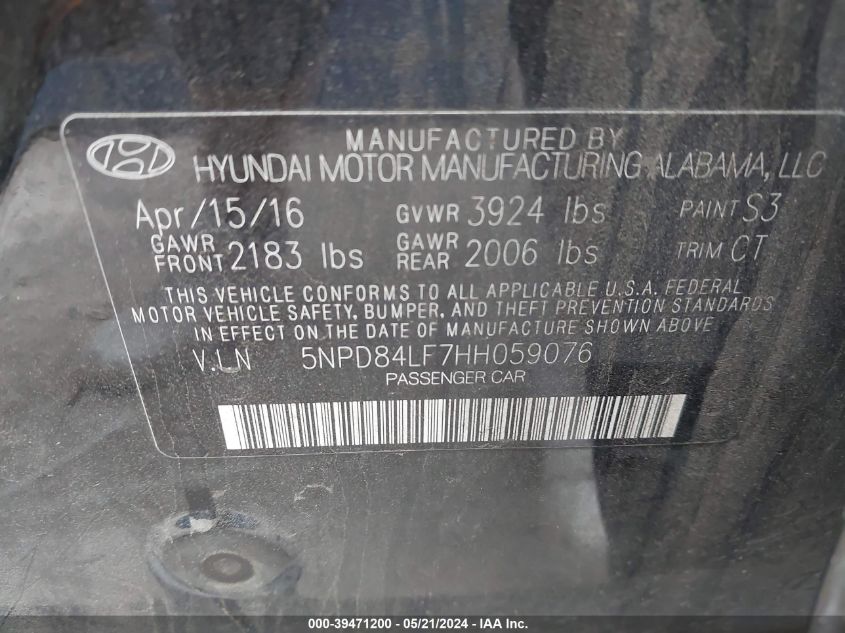 MANUFACTURED BY
HYUNDAI MOTOR MANUFACTURING ALABAMA, LLC
Apr/15/16 GVWR 3924 lbs PAINT S3
GAWR FRONT 2183 lbs GAWR REAR 2006 lbs TRIM CT
THIS VEHICLE CONFORMS TO ALL APPLICABLE U.S.A. FEDERAL
MOTOR VEHICLE SAFETY, BUMPER, AND THEFT PREVENTION STANDARDS
IN EFFECT ON THE DATE OF MANUFACTURE SHOWN ABOVE
V.I.N 5NPD84LF7HH059076
PASSENGER CAR
000-39471200 - 05/21/2024 - IAA Inc.